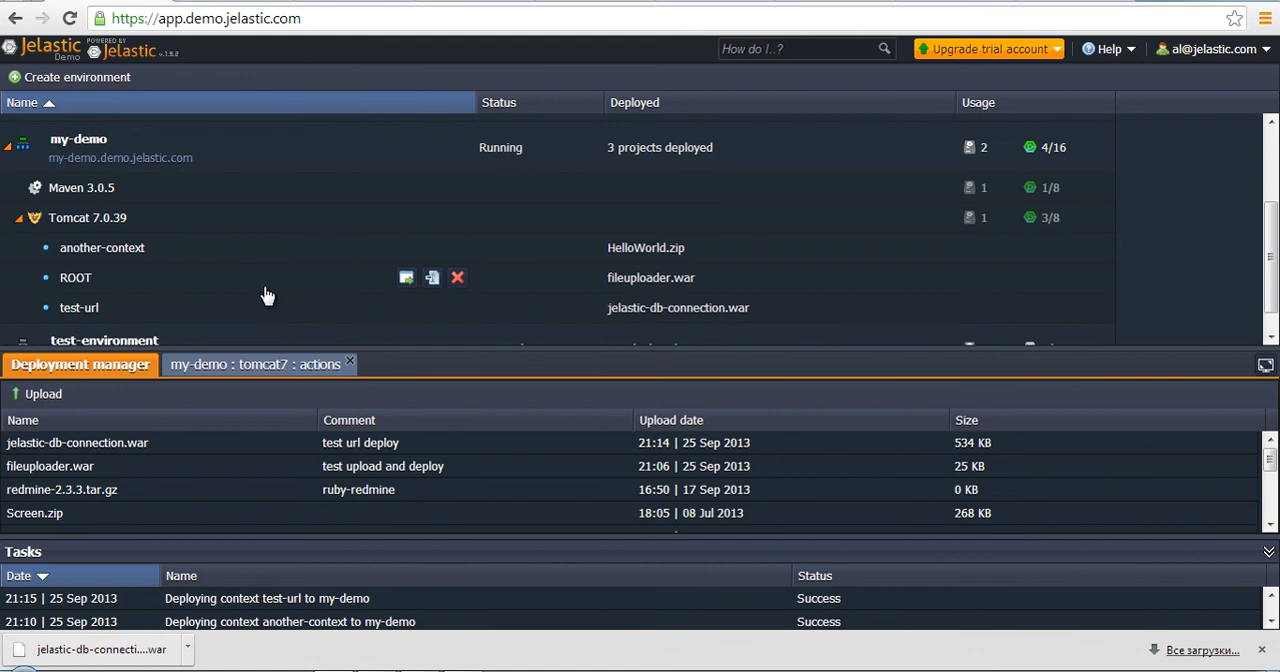 https://app.demo.jelastic.com
Jelastic Demo POWERED BY Jelastic v.1.9.2 How do I..? Upgrade trial account Help al@jelastic.com
Create environment
Name Status Deployed Usage
my-demo
my-demo.demo.jelastic.com Running 3 projects deployed 2 4/16
Maven 3.0.5 1 1/8
Tomcat 7.0.39 1 3/8
another-context HelloWorld.zip
ROOT fileuploader.war
test-url jelastic-db-connection.war
test-environment
Deployment manager my-demo : tomcat7 : actions
Upload
Name Comment Upload date Size
jelastic-db-connection.war test url deploy 21:14 | 25 Sep 2013 534 KB
fileuploader.war test upload and deploy 21:06 | 25 Sep 2013 25 KB
redmine-2.3.3.tar.gz ruby-redmine 16:50 | 17 Sep 2013 0 KB
Screen.zip 18:05 | 08 Jul 2013 268 KB
Tasks
Date Name Status
21:15 | 25 Sep 2013 Deploying context test-url to my-demo Success
21:10 | 25 Sep 2013 Deploying context another-context to my-demo Success
jelastic-db-connecti....war Все загрузки...